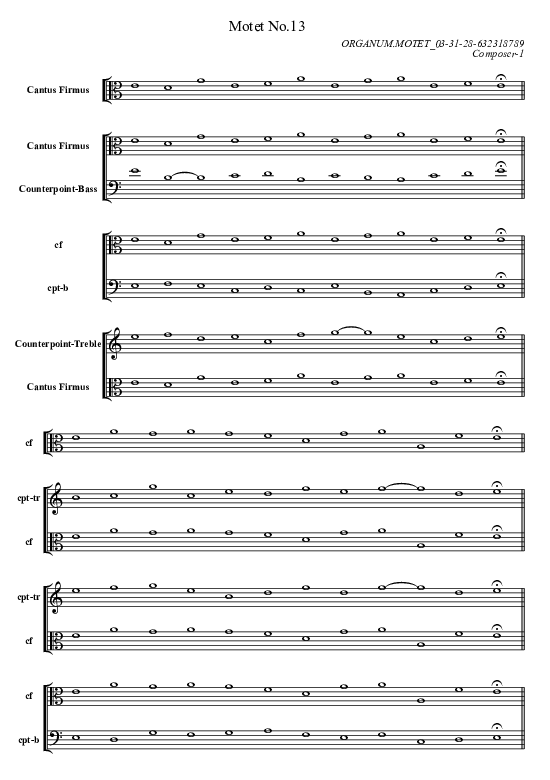 Motet No.13
ORGANUM.MOTET_03-31-28-632318789
Composer-1
Cantus Firmus
Cantus Firmus
Counterpoint-Bass
cf
cpt-b
Counterpoint-Treble
Cantus Firmus
cf
cpt-tr
cf
cpt-tr
cf
cf
cpt-b